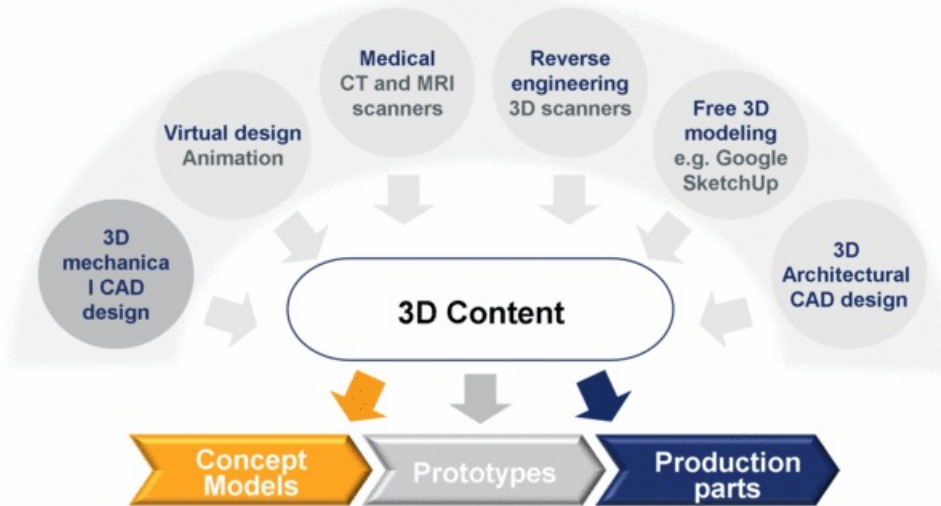 Medical
CT and MRI
scanners
Reverse
engineering
3D scanners
Virtual design
Animation
Free 3D
modeling
e.g. Google
SketchUp
3D
mechanica
l CAD
design
3D
Architectural
CAD design
3D Content
Concept
Models
Prototypes
Production
parts